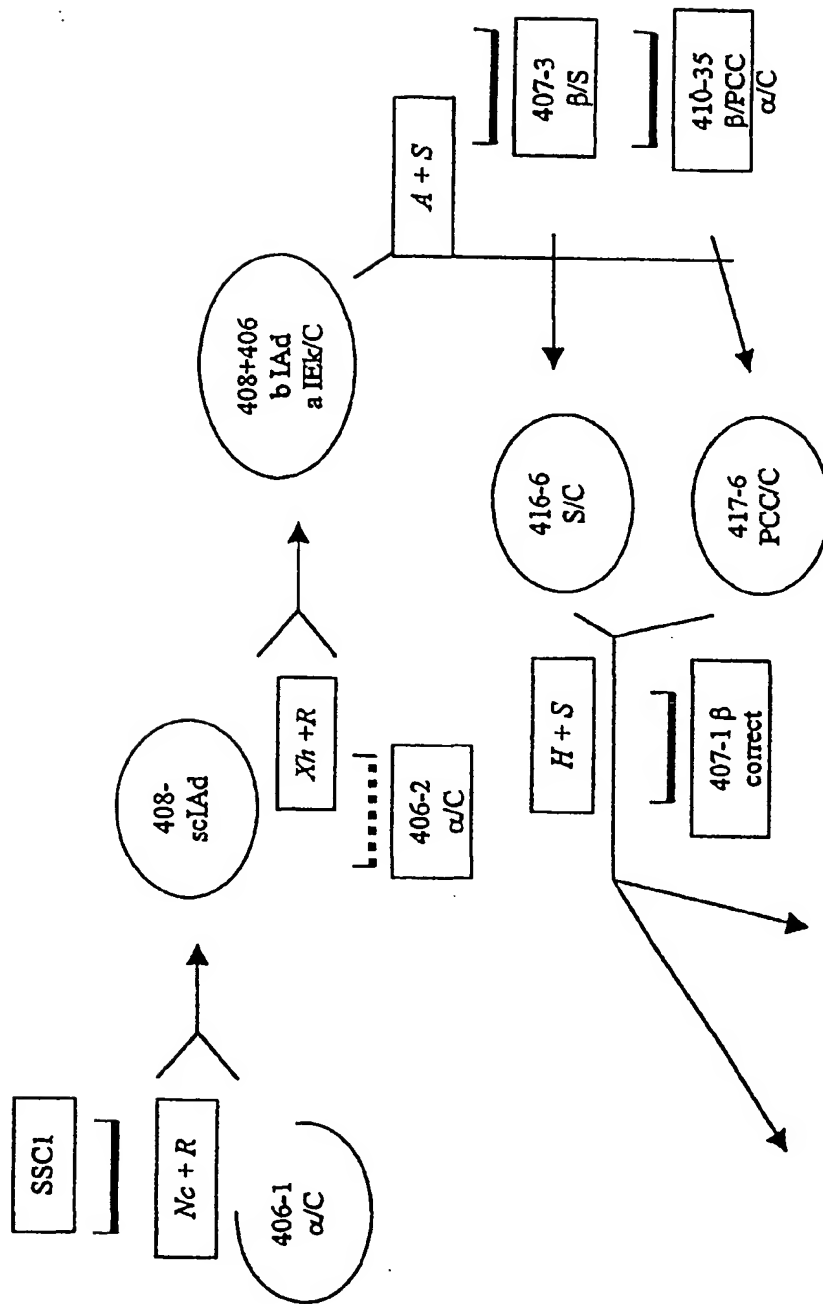 SSC1
Nc + R
406-1
α/C
408-
scIAd
Xh + R
406-2
α/C
408+406
b IAd
a IEk/C
A + S
407-3
β/S
410-35
β/PCC
α/C
416-6
S/C
417-6
PCC/C
H + S
407-1 β
correct